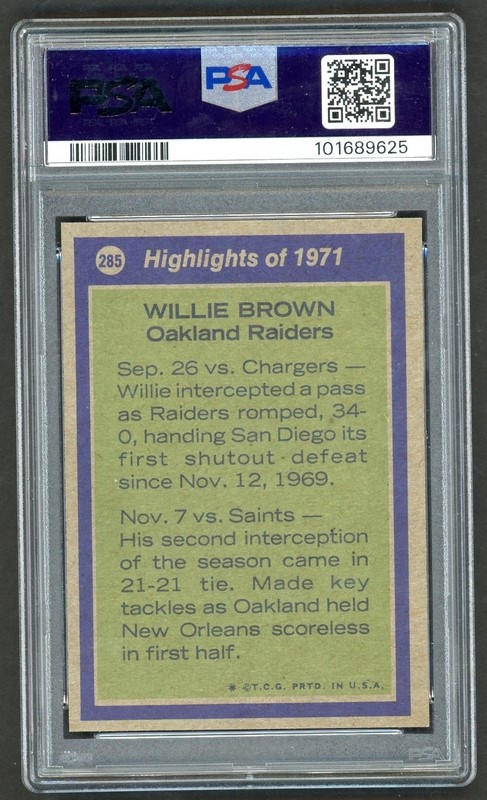 PSA
PSA
101689625
285
Highlights of 1971
WILLIE BROWN
Oakland Raiders
Sep. 26 vs. Chargers —
Willie intercepted a pass
as Raiders romped, 34-
0, handing San Diego its
first shutout defeat
since Nov. 12, 1969.
Nov. 7 vs. Saints —
His second interception
of the season came in
21-21 tie. Made key
tackles as Oakland held
New Orleans scoreless
in first half.
* ©T.C.G. PRTD. IN U.S.A.
PSA